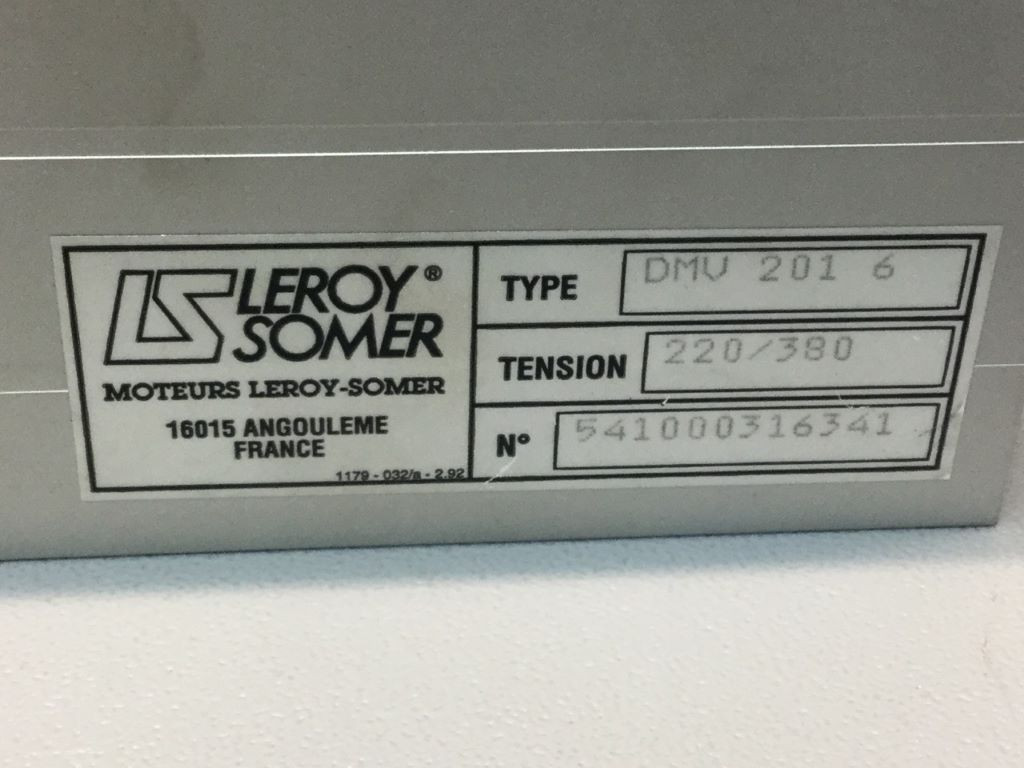 LEROY®
SOMER
MOTEURS LEROY-SOMER
16015 ANGOULEME
FRANCE
1179 - 032/a - 2.92
TYPE DMV 201 6
TENSION 220/380
N° 541000316341